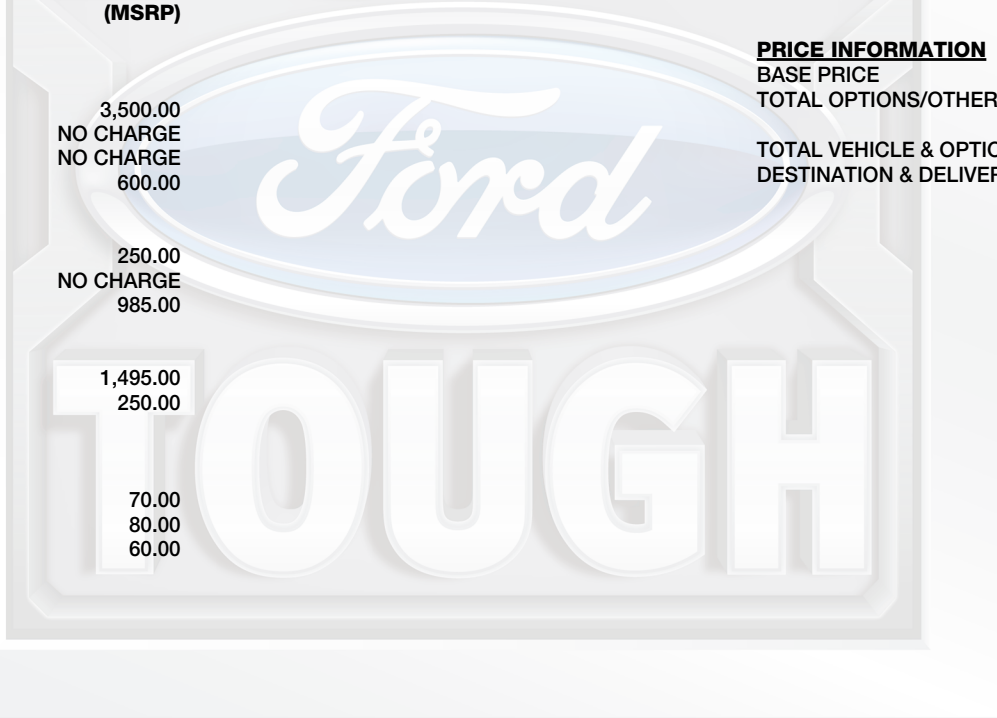 (MSRP)
3,500.00
NO CHARGE
NO CHARGE
600.00
250.00
NO CHARGE
985.00
1,495.00
250.00
70.00
80.00
60.00
PRICE INFORMATION
BASE PRICE
TOTAL OPTIONS/OTHER
TOTAL VEHICLE & OPTIO
DESTINATION & DELIVER
Ford
TOUGH